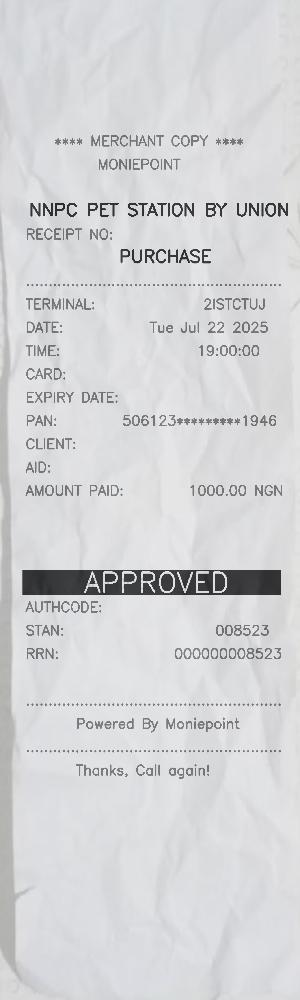 **** MERCHANT COPY ****
MONIEPOINT
NNPC PET STATION BY UNION
RECEIPT NO:
PURCHASE
TERMINAL: 2ISTCTUJ
DATE: Tue Jul 22 2025
TIME: 19:00:00
CARD:
EXPIRY DATE:
PAN: 506123*********1946
CLIENT:
AID:
AMOUNT PAID: 1000.00 NGN
APPROVED
AUTHCODE:
STAN: 008523
RRN: 000000008523
Powered By Moniepoint
Thanks, Call again!